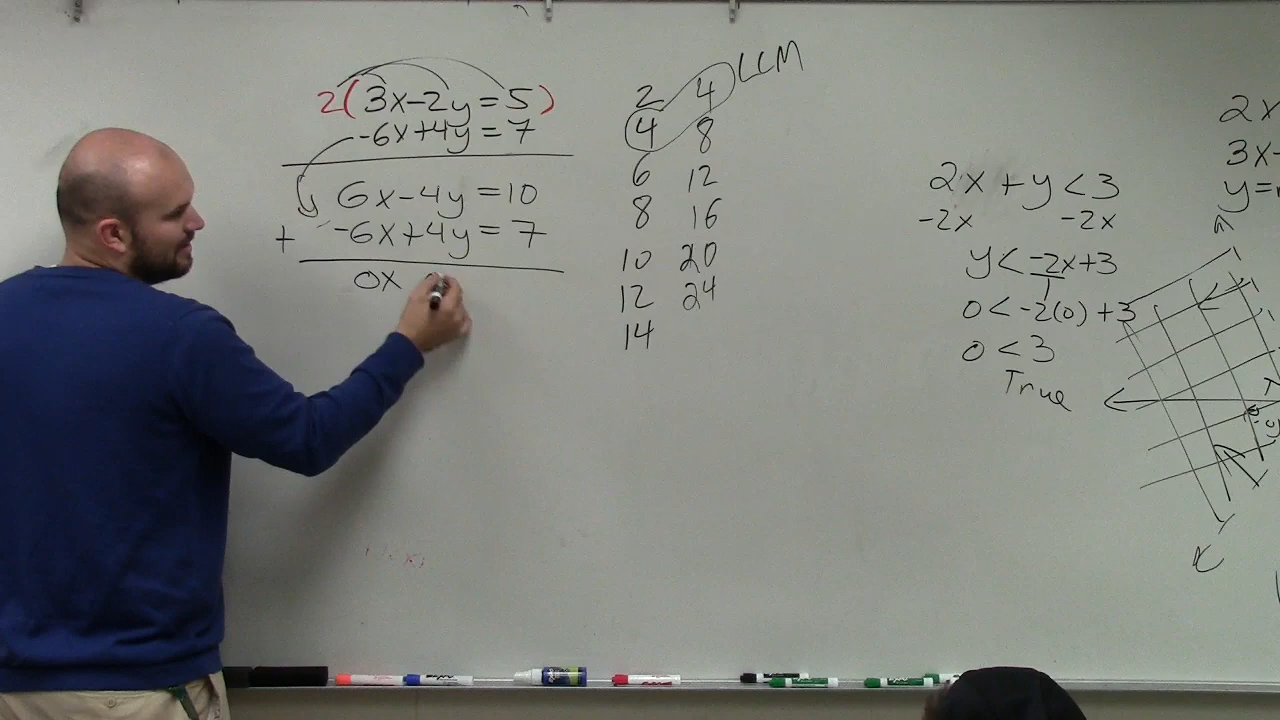 2(3x-2y=5)
-6x+4y=7
6x-4y=10
+ -6x+4y=7
0x
LCM
2 4
4 8
6 12
8 16
10 20
12 24
14
2x+y<3
-2x -2x
y<-2x+3
0<-2(0)+3
0<3
True
2x
3x-
y=